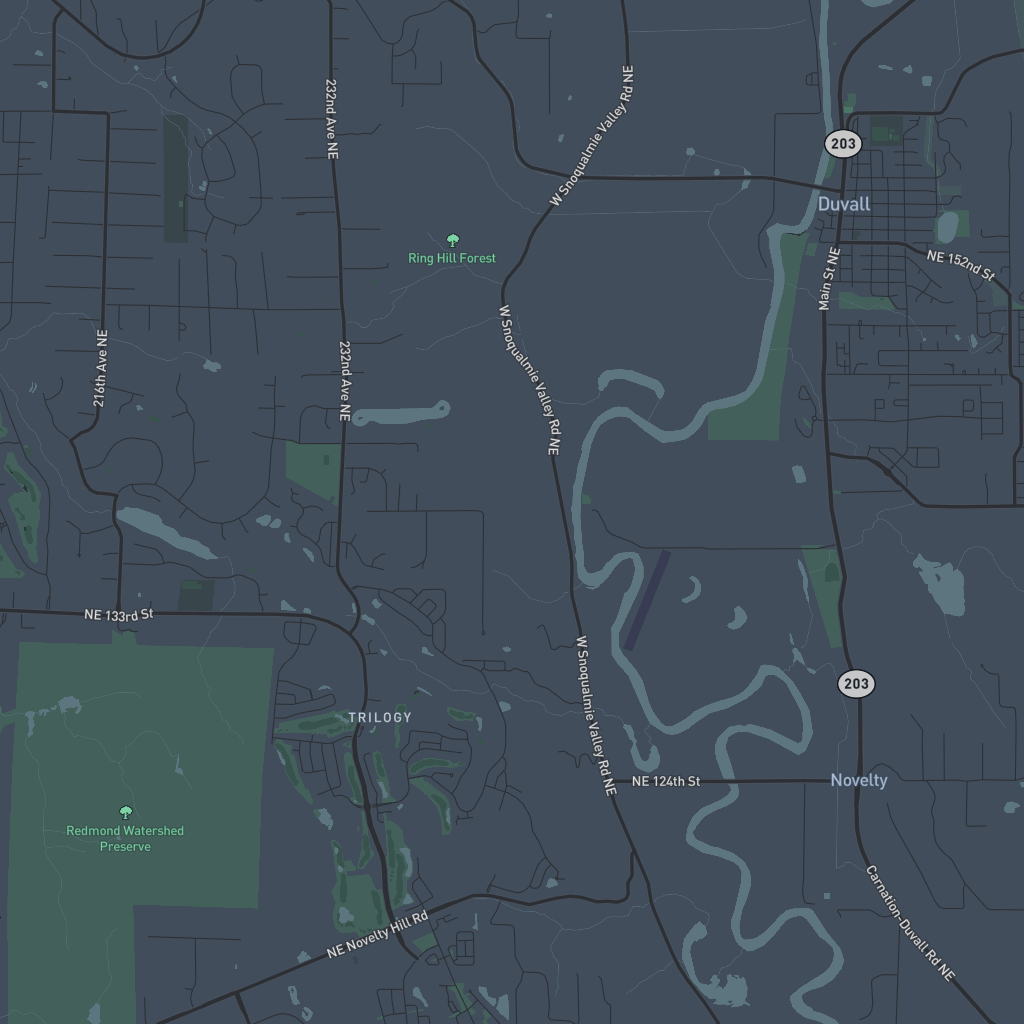 232nd Ave NE
W Snoqualmie Valley Rd NE
203
Duvall
Ring Hill Forest
NE 152nd St
Main St NE
216th Ave NE
232nd Ave NE
W Snoqualmie Valley Rd NE
NE 133rd St
W Snoqualmie Valley Rd NE
203
TRILOGY
NE 124th St
Novelty
Redmond Watershed
Preserve
NE Novelty Hill Rd
Carnation-Duvall Rd NE